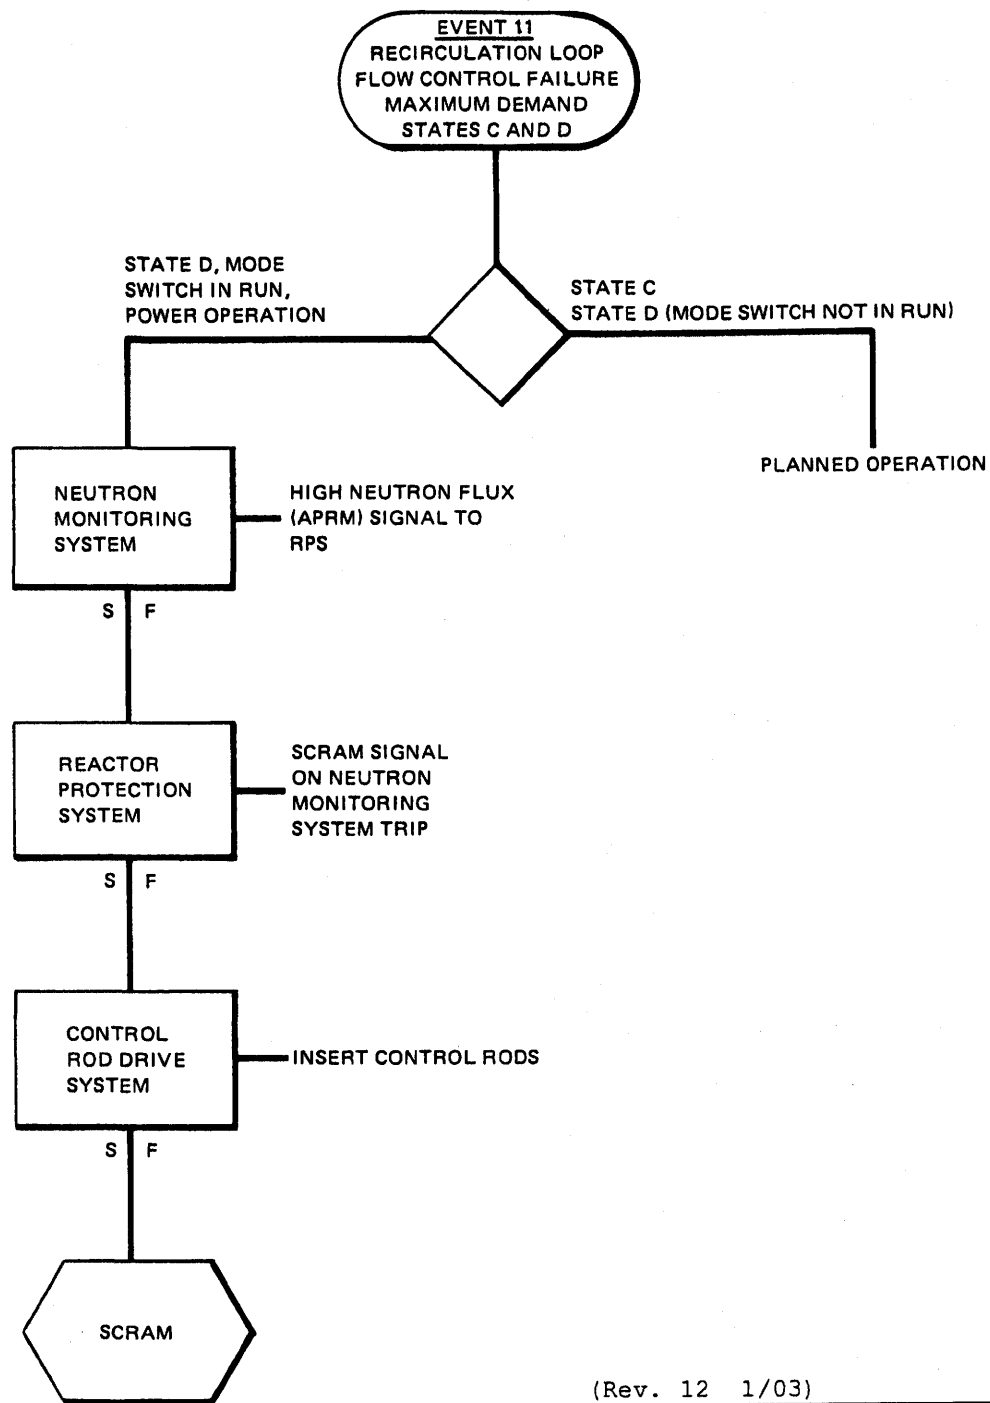 EVENT 11
RECIRCULATION LOOP
FLOW CONTROL FAILURE
MAXIMUM DEMAND
STATES C AND D
STATE D, MODE
SWITCH IN RUN,
POWER OPERATION
STATE C
STATE D (MODE SWITCH NOT IN RUN)
PLANNED OPERATION
NEUTRON
MONITORING
SYSTEM
HIGH NEUTRON FLUX
(APRM) SIGNAL TO
RPS
S F
REACTOR
PROTECTION
SYSTEM
SCRAM SIGNAL
ON NEUTRON
MONITORING
SYSTEM TRIP
S F
CONTROL
ROD DRIVE
SYSTEM
INSERT CONTROL RODS
S F
SCRAM
(Rev. 12 1/03)